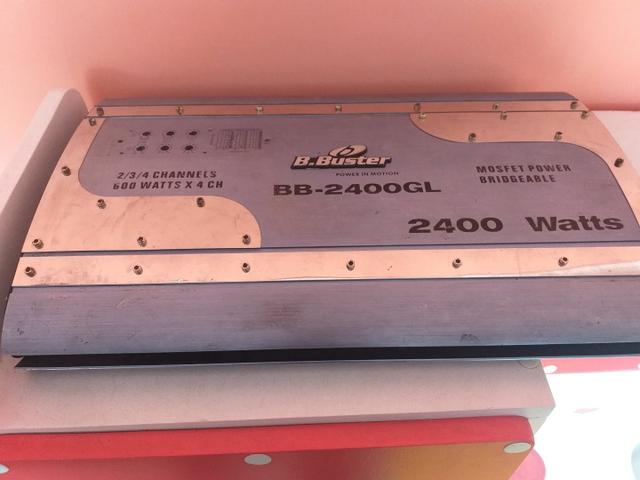 B.Buster
POWER IN MOTION
2/3/4 CHANNELS
600 WATTS X 4 CH
BB-2400GL
MOSFET POWER
BRIDGEABLE
2400 Watts